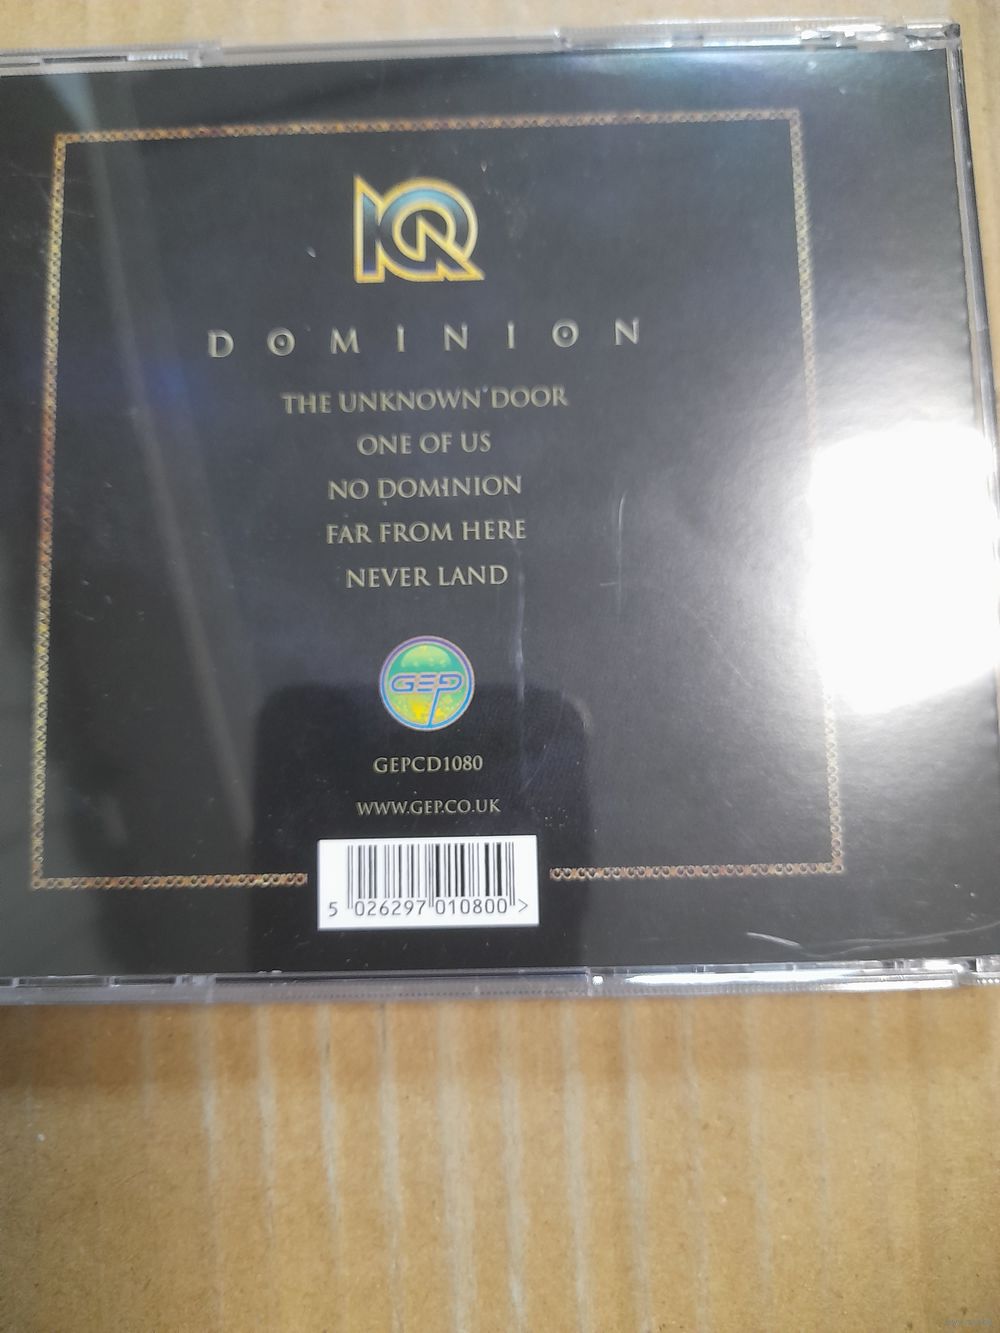 IQ
DOMINION
THE UNKNOWN DOOR
ONE OF US
NO DOMINION
FAR FROM HERE
NEVER LAND
GEP
GEPCD1080
WWW.GEP.CO.UK
5 026297 010800 >